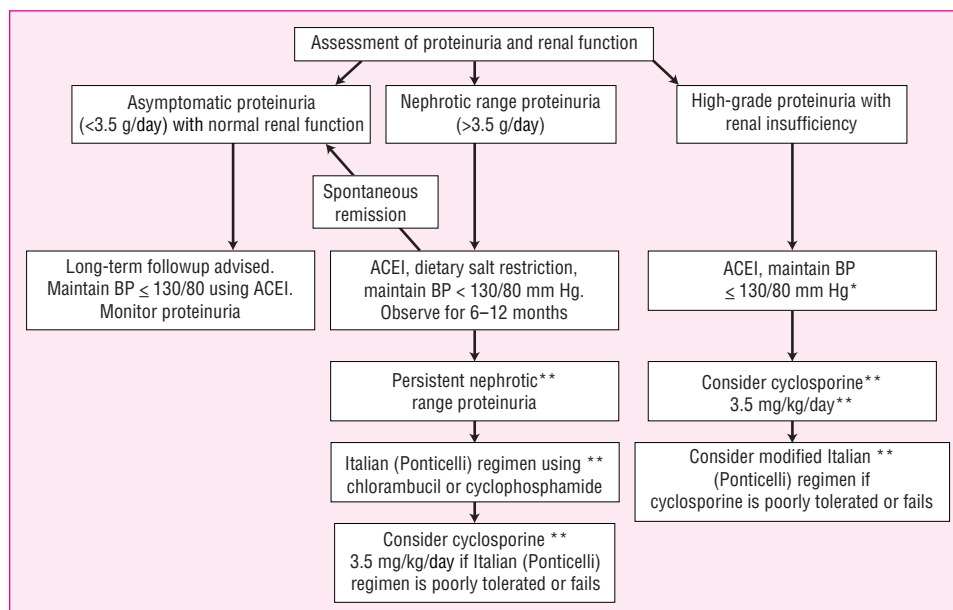 Assessment of proteinuria and renal function
Asymptomatic proteinuria
(<3.5 g/day) with normal renal function
Nephrotic range proteinuria
(>3.5 g/day)
High-grade proteinuria with
renal insufficiency
Spontaneous
remission
Long-term followup advised.
Maintain BP ≤ 130/80 using ACEI.
Monitor proteinuria
ACEI, dietary salt restriction,
maintain BP < 130/80 mm Hg.
Observe for 6–12 months
ACEI, maintain BP
≤ 130/80 mm Hg*
Persistent nephrotic**
range proteinuria
Consider cyclosporine**
3.5 mg/kg/day**
Italian (Ponticelli) regimen using **
chlorambucil or cyclophosphamide
Consider modified Italian **
(Ponticelli) regimen if
cyclosporine is poorly tolerated or fails
Consider cyclosporine **
3.5 mg/kg/day if Italian (Ponticelli)
regimen is poorly tolerated or fails